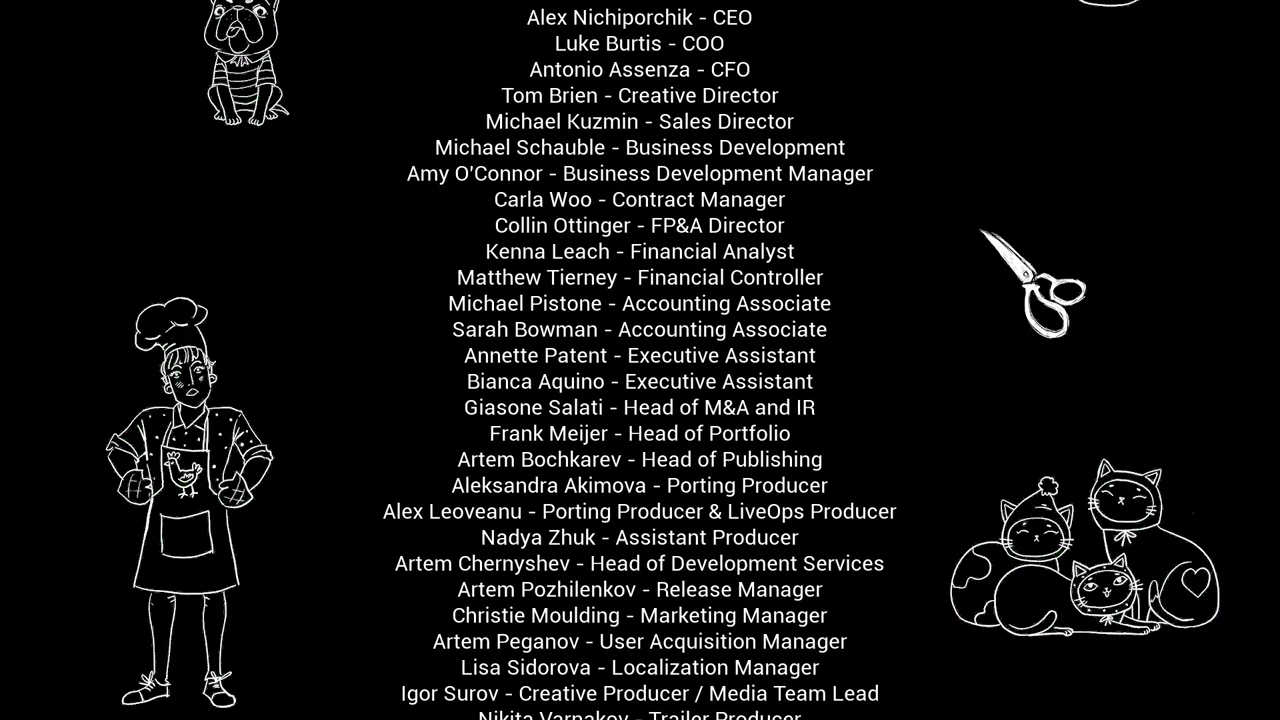 Alex Nichiporchik - CEO
Luke Burtis - COO
Antonio Assenza - CFO
Tom Brien - Creative Director
Michael Kuzmin - Sales Director
Michael Schauble - Business Development
Amy O'Connor - Business Development Manager
Carla Woo - Contract Manager
Collin Ottinger - FP&A Director
Kenna Leach - Financial Analyst
Matthew Tierney - Financial Controller
Michael Pistone - Accounting Associate
Sarah Bowman - Accounting Associate
Annette Patent - Executive Assistant
Bianca Aquino - Executive Assistant
Giasone Salati - Head of M&A and IR
Frank Meijer - Head of Portfolio
Artem Bochkarev - Head of Publishing
Aleksandra Akimova - Porting Producer
Alex Leoveanu - Porting Producer & LiveOps Producer
Nadya Zhuk - Assistant Producer
Artem Chernyshev - Head of Development Services
Artem Pozhilenkov - Release Manager
Christie Moulding - Marketing Manager
Artem Peganov - User Acquisition Manager
Lisa Sidorova - Localization Manager
Igor Surov - Creative Producer / Media Team Lead
Nikita Varnakov - Trailer Producer